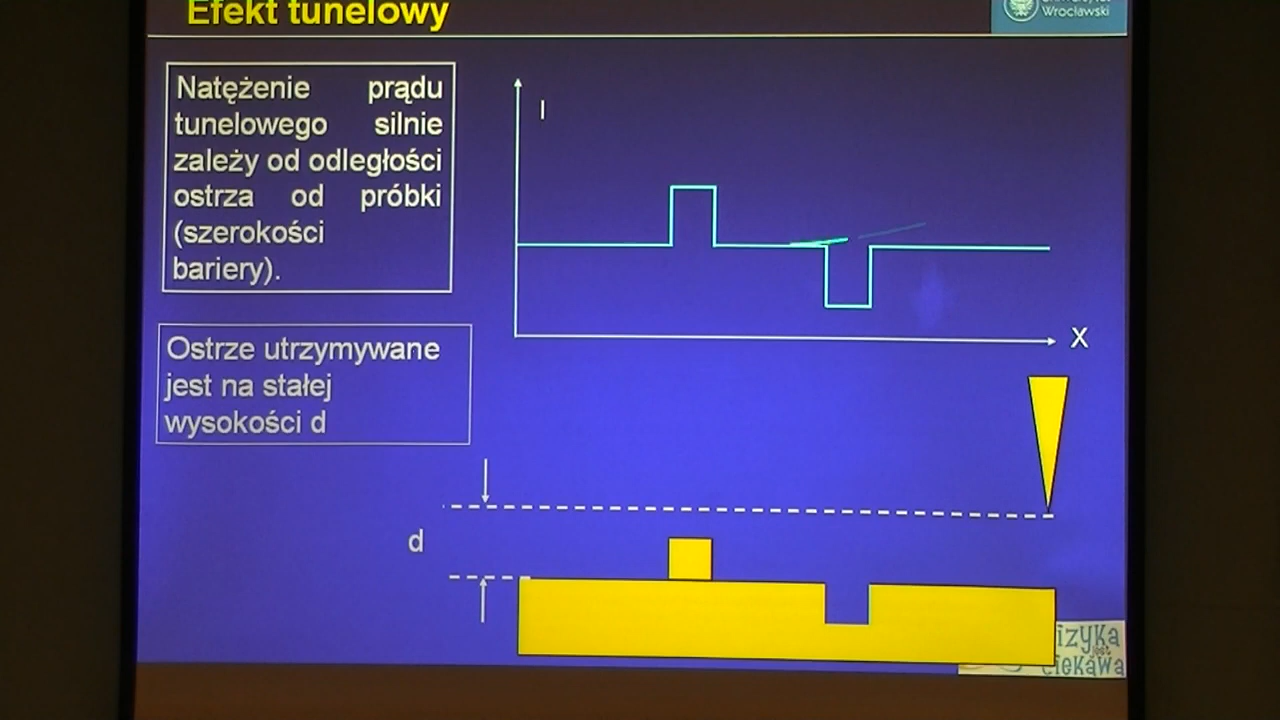 Efekt tunelowy
Wrocławski
Natężenie prądu
tunelowego silnie
zależy od odległości
ostrza od próbki
(szerokości
bariery).
I
X
Ostrze utrzymywane
jest na stałej
wysokości d
d
fizyka
jest
ciekawa